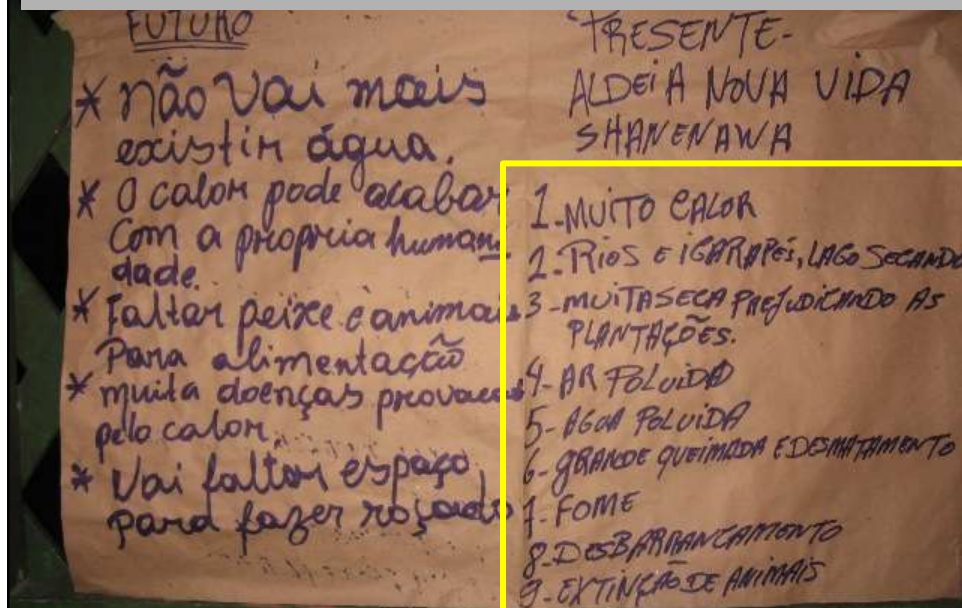 FUTURO
* não Vai mais
existir água.
* O calor pode acabar
Com a propria humani
dade.
* Faltar peixe e animais
Para alimentação
* muita doenças provocas
pelo calor.
* Vai faltar espaço
para fazer roçado
PRESENTE-
ALDEIA NOVA VIDA
SHANENAWA
1-MUITO CALOR
2-RIOS E IGARAPÉS, LAGO SECANDO
3-MUITA SECA PREJUDICANDO AS
PLANTAÇÕES.
4-AR POLUIDO
5-AGUA POLUIDA
6-GRANDE QUEIMADA E DESMATAMENTO
7-FOME
8-DESBARRANCAMENTO
9-EXTINÇÃO DE ANIMAIS